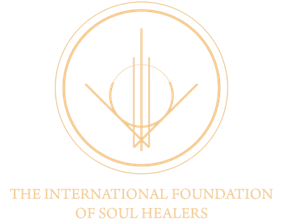 THE INTERNATIONAL FOUNDATION
OF SOUL HEALERS